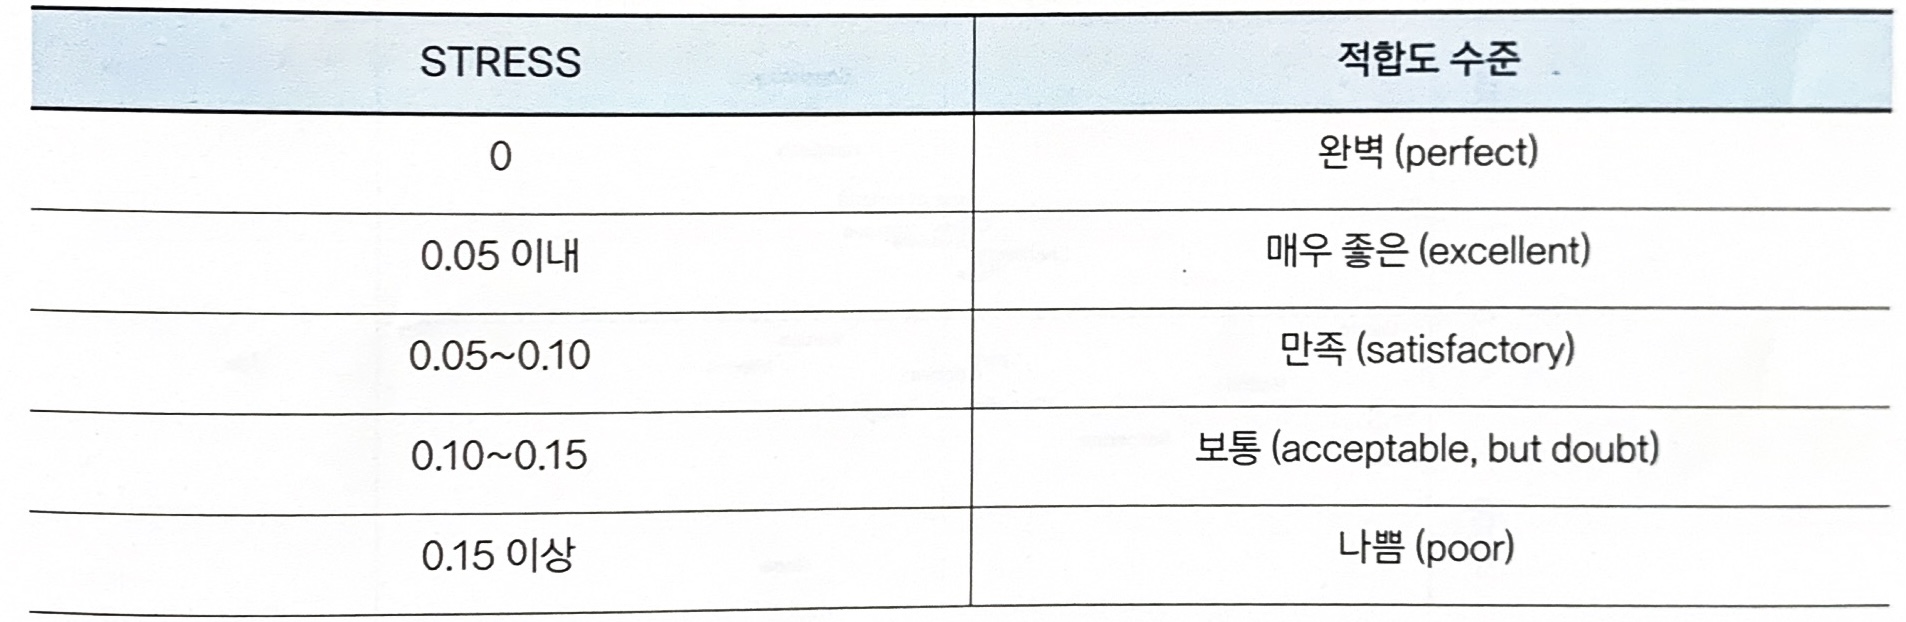 STRESS 적합도 수준
0 완벽 (perfect)
0.05 이내 매우 좋은 (excellent)
0.05~0.10 만족 (satisfactory)
0.10~0.15 보통 (acceptable, but doubt)
0.15 이상 나쁨 (poor)